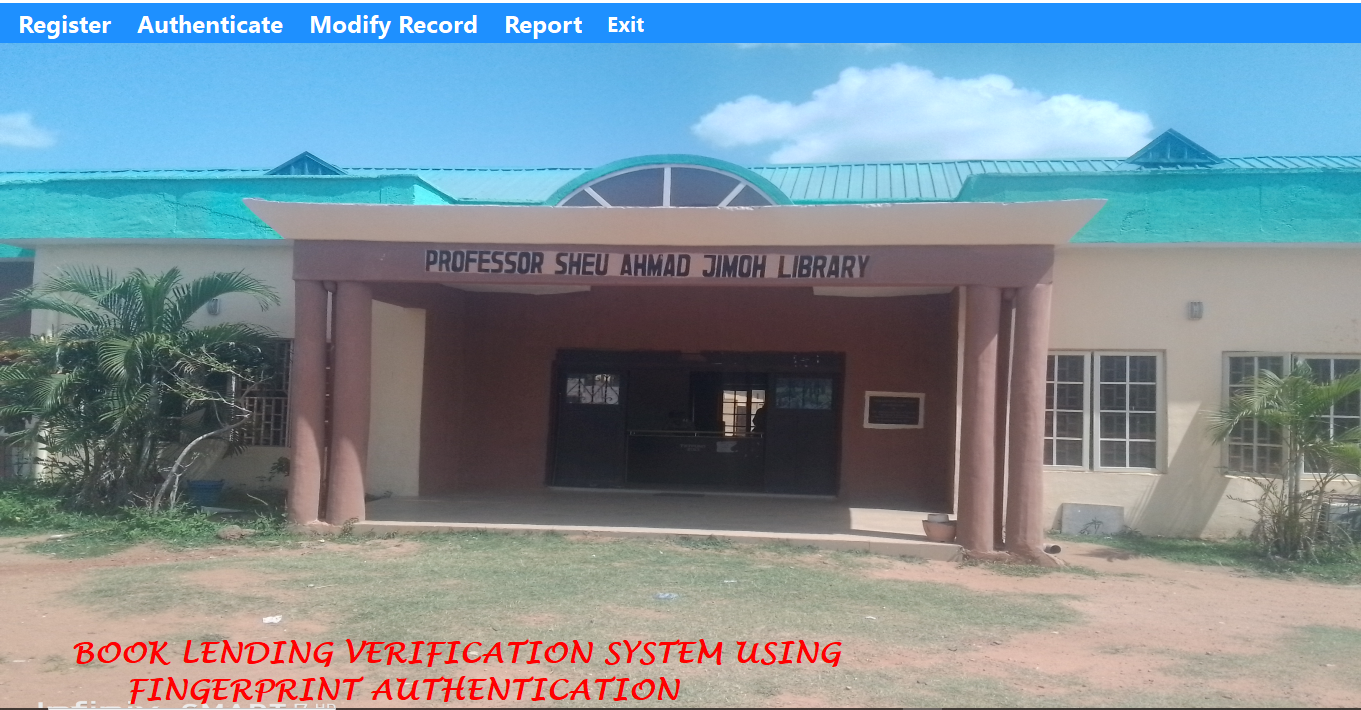 Register Authenticate Modify Record Report Exit
PROFESSOR SHEU AHMAD JIMOH LIBRARY
BOOK LENDING VERIFICATION SYSTEM USING
FINGERPRINT AUTHENTICATION